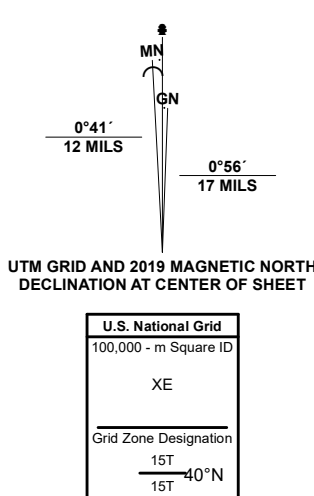 MN
GN
0°41´
12 MILS
0°56´
17 MILS
UTM GRID AND 2019 MAGNETIC NORTH
DECLINATION AT CENTER OF SHEET
U.S. National Grid
100,000 - m Square ID
XE
Grid Zone Designation
15T
40°N
15T